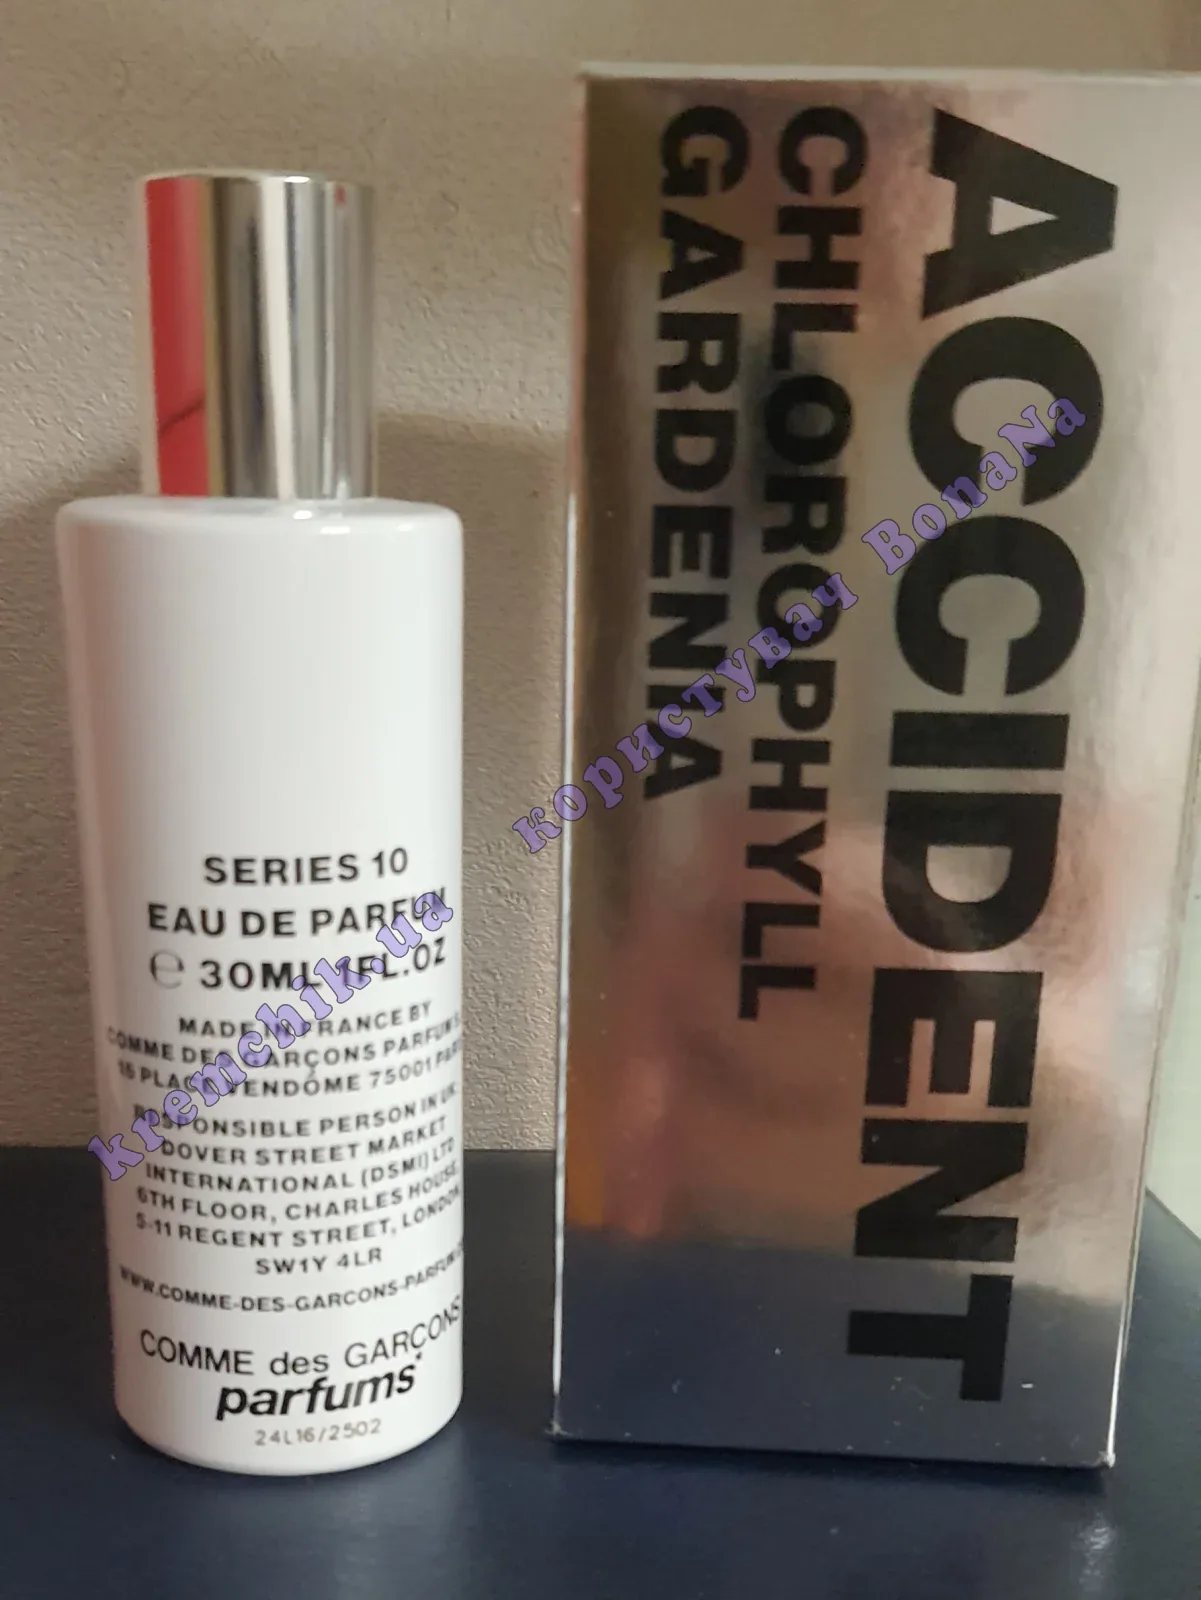 SERIES 10
EAU DE PARFUM
℮ 30ML 1FL.OZ
MADE IN FRANCE BY
COMME DES GARÇONS PARFUMS
PLACE VENDÔME 75001
RESPONSIBLE PERSON IN UK:
DOVER STREET MARKET
INTERNATIONAL (DSMI) LTD
6TH FLOOR, CHARLES HOUSE,
5-11 REGENT STREET, LONDON
SW1Y 4LR
WWW.COMME-DES-GARCONS-PARFUM
COMME des GARÇONS
parfums
24L16/2502
ACCIDENT
CHLOROPHYLL
GARDENIA
kremchik.ua
користувач BonaNa